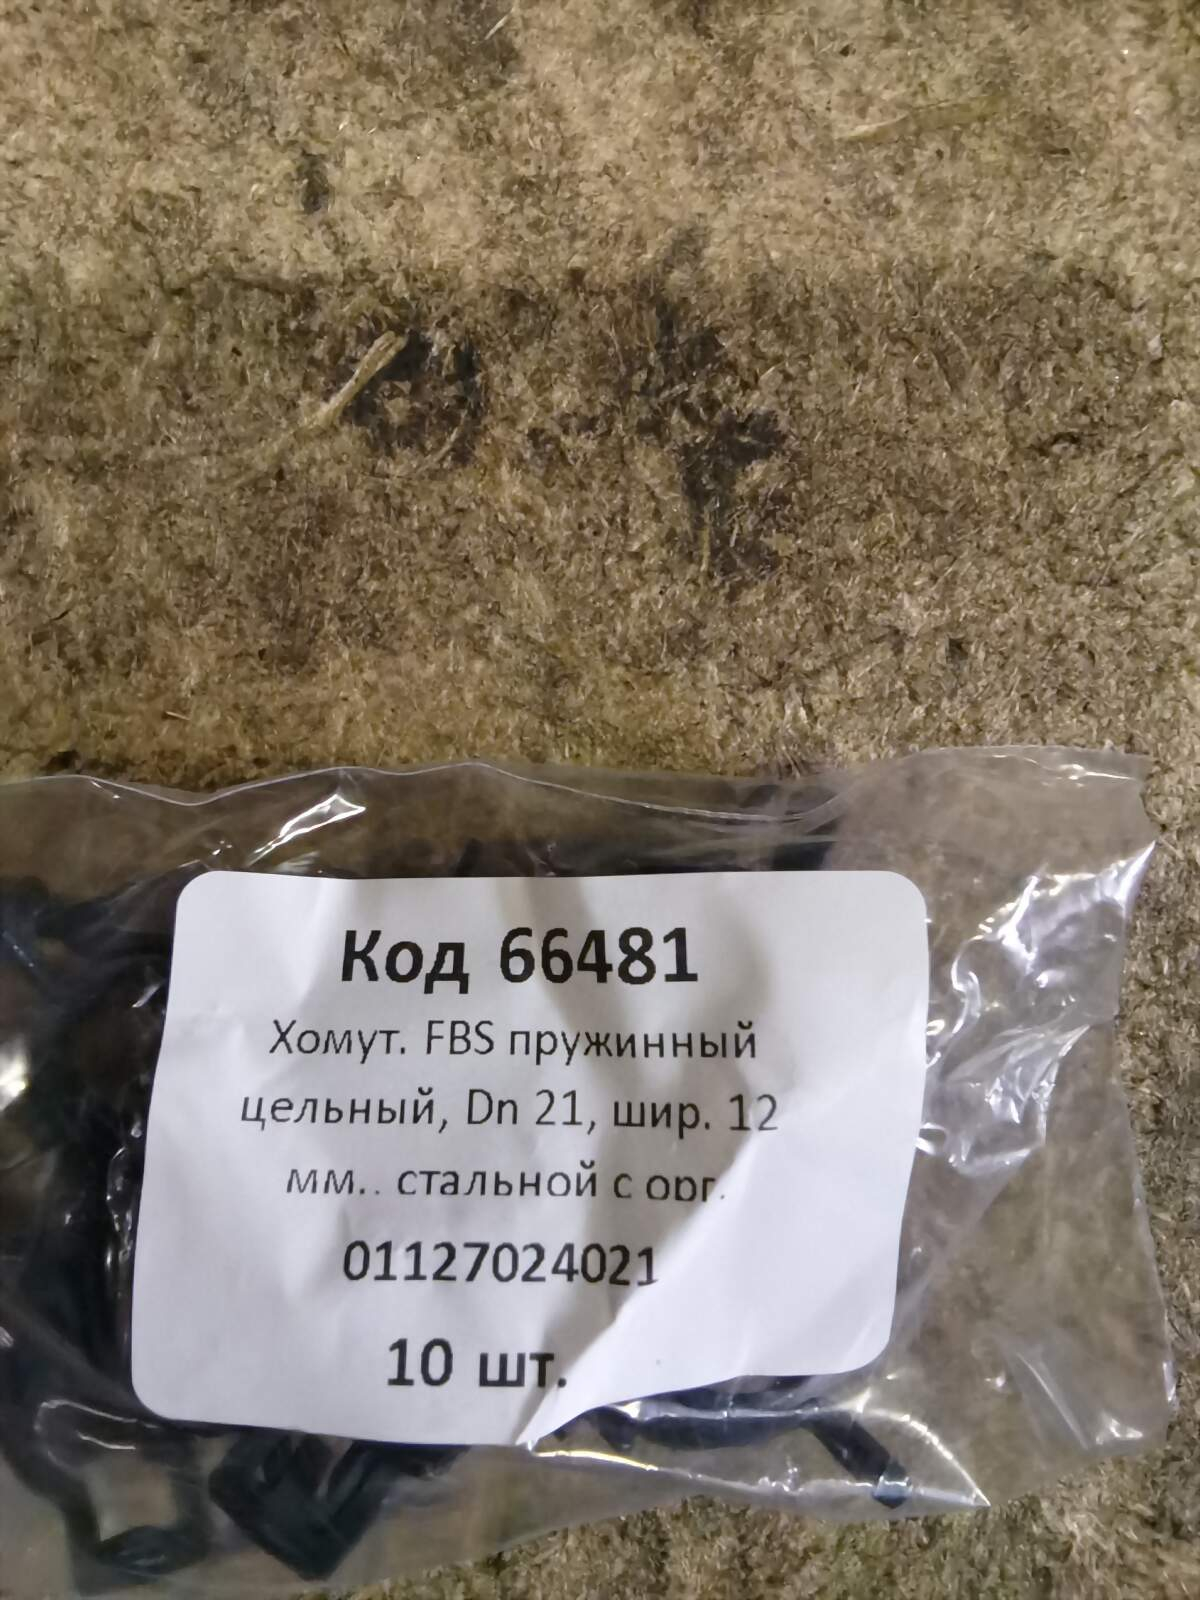 Код 66481
Хомут. FBS пружинный
цельный, Dn 21, шир. 12
мм., стальной с орг.
01127024021
10 шт.